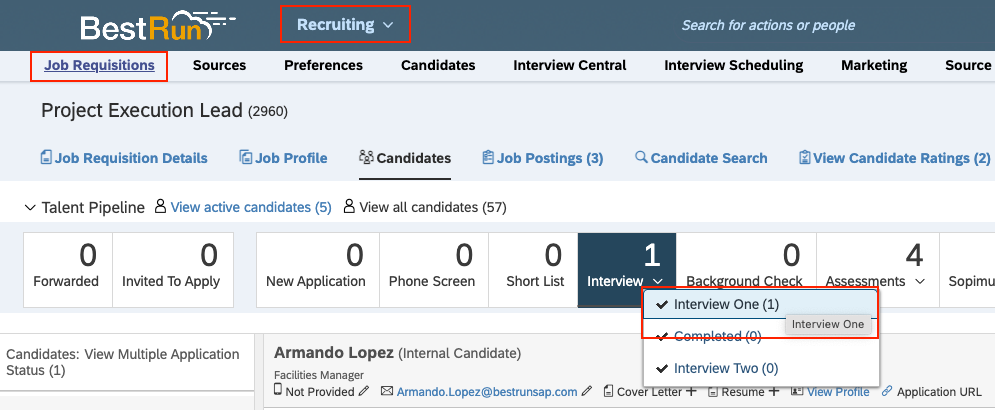 BestRun
Recruiting
Search for actions or people
Job Requisitions Sources Preferences Candidates Interview Central Interview Scheduling Marketing Source
Project Execution Lead (2960)
Job Requisition Details Job Profile Candidates Job Postings (3) Candidate Search View Candidate Ratings (2)
Talent Pipeline View active candidates (5) View all candidates (57)
0 0 0 0 0 1 0 4
Forwarded Invited To Apply New Application Phone Screen Short List Interview Background Check Assessments Sopimu
Interview One (1)
Interview One
Completed (0)
Interview Two (0)
Candidates: View Multiple Application
Status (1)
Armando Lopez (Internal Candidate)
Facilities Manager
Not Provided Armando.Lopez@bestrunsap.com Cover Letter Resume View Profile Application URL